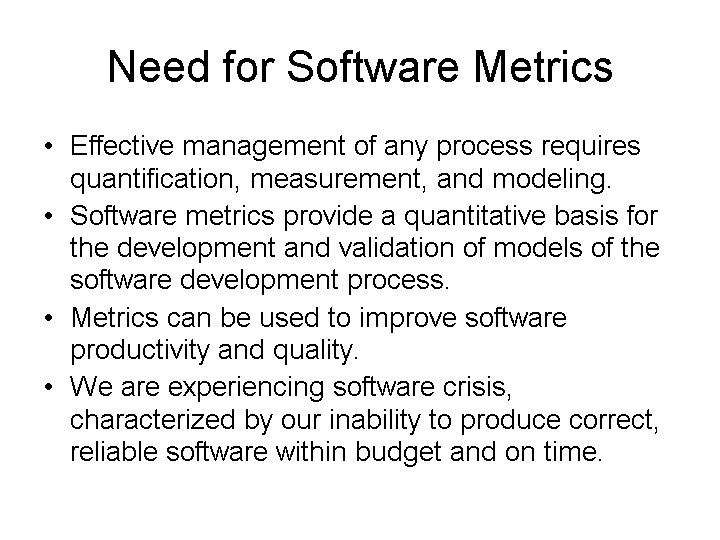 Need for Software Metrics
• Effective management of any process requires
quantification, measurement, and modeling.
• Software metrics provide a quantitative basis for
the development and validation of models of the
software development process.
• Metrics can be used to improve software
productivity and quality.
• We are experiencing software crisis,
characterized by our inability to produce correct,
reliable software within budget and on time.